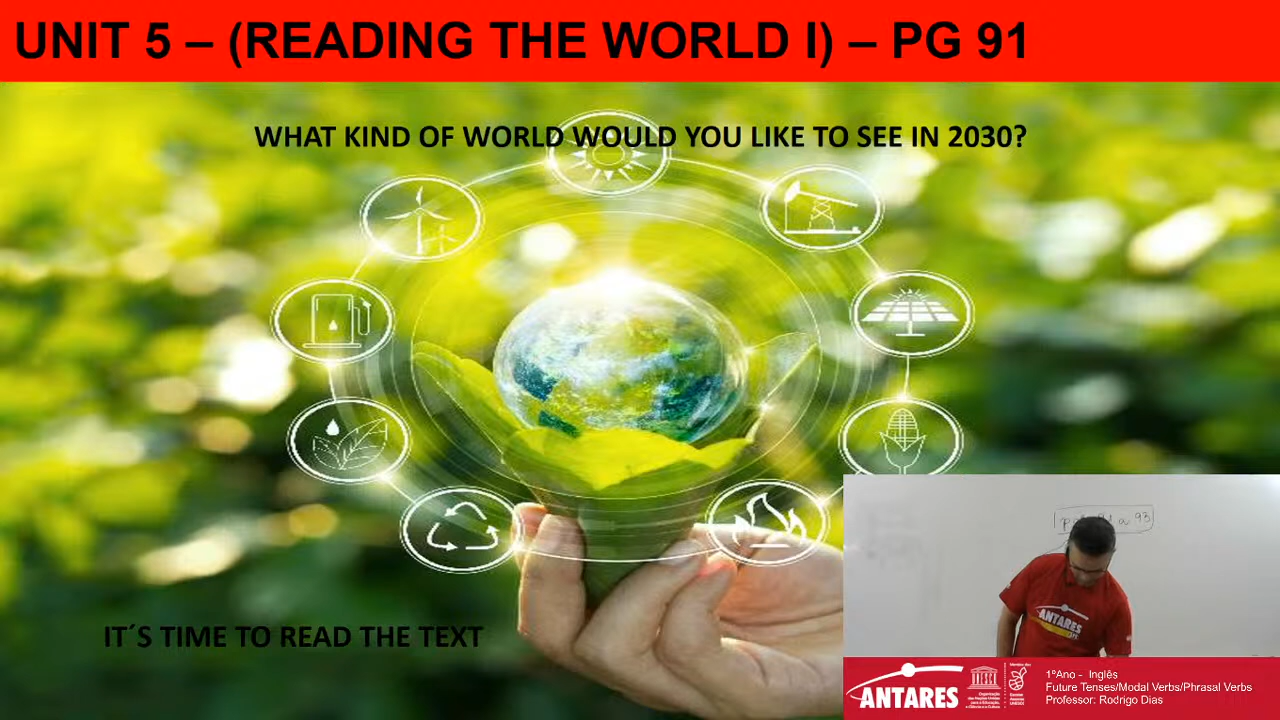 UNIT 5 – (READING THE WORLD I) – PG 91
WHAT KIND OF WORLD WOULD YOU LIKE TO SEE IN 2030?
IT´S TIME TO READ THE TEXT
93
ANTARES
ANTARES
1ºAno - Inglês
Future Tenses/Modal Verbs/Phrasal Verbs
Professor: Rodrigo Dias